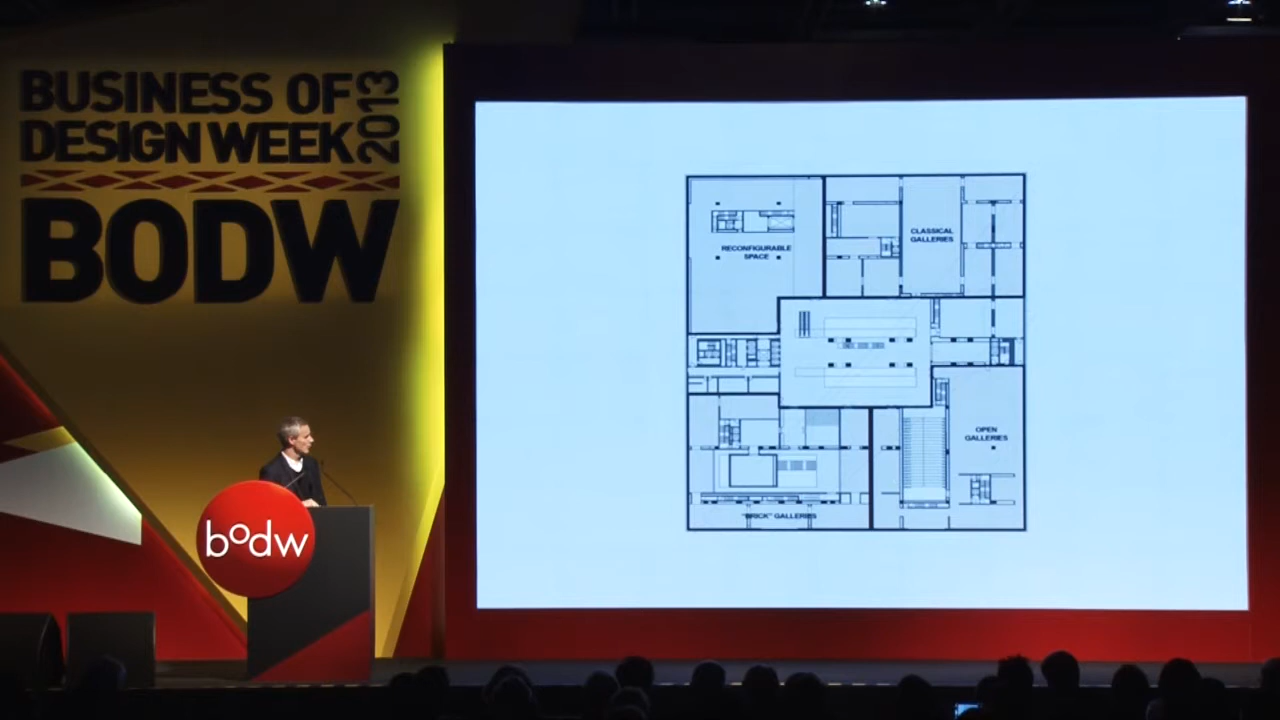 BUSINESS OF
DESIGN WEEK
2013
BODW
bodw
RECONFIGURABLE
SPACE
CLASSICAL
GALLERIES
OPEN
GALLERIES
"BRICK" GALLERIES